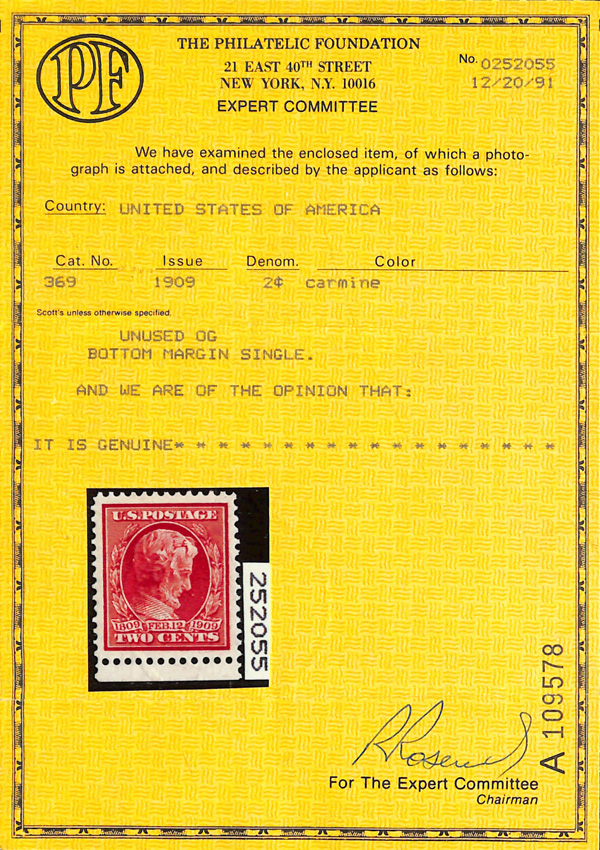 PF
THE PHILATELIC FOUNDATION
21 EAST 40TH STREET
NEW YORK, N.Y. 10016
EXPERT COMMITTEE
No. 0252055
12/20/91
We have examined the enclosed item, of which a photo-
graph is attached, and described by the applicant as follows:
Country: UNITED STATES OF AMERICA
Cat. No. Issue Denom. Color
369 1909 2¢ carmine
Scott's unless otherwise specified.
UNUSED OG
BOTTOM MARGIN SINGLE.
AND WE ARE OF THE OPINION THAT:
IT IS GENUINE* * * * * * * * * * * * * * * * * *
U.S. POSTAGE
1809 FEB. 12 1909
TWO CENTS
252055
A 109578
For The Expert Committee
Chairman